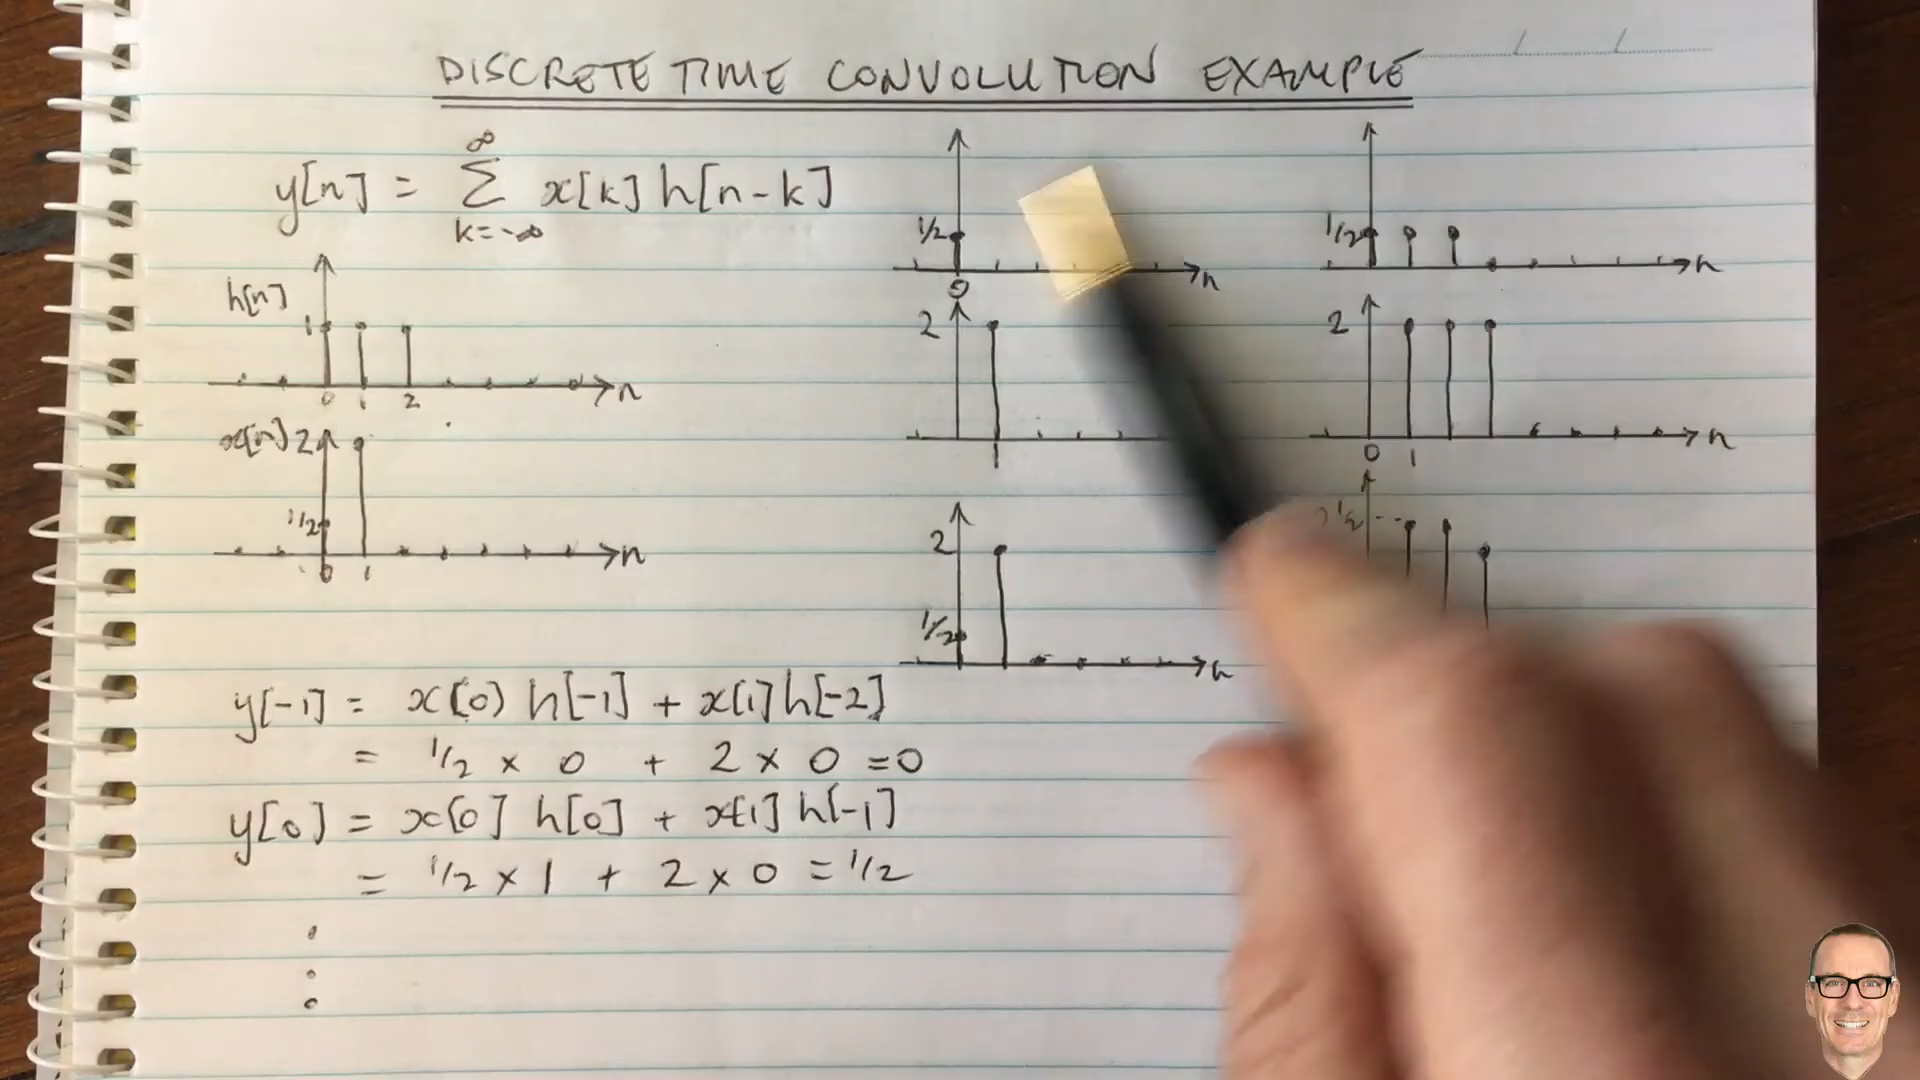 DISCRETE TIME CONVOLUTION EXAMPLE
∞
y[n] = Σ x[k] h[n-k]
k=-∞
h[n]
1
n
0 1 2
x[n] 2
1/2
n
0 1
y[-1] = x[0) h[-1] + x[1] h[-2]
= 1/2 × 0 + 2 × 0 = 0
y[0] = x[0] h[0] + x[1] h[-1]
= 1/2 × 1 + 2 × 0 = 1/2
1/2
n
0
2
1
2
1/2
n
1/2
n
2
n
0 1